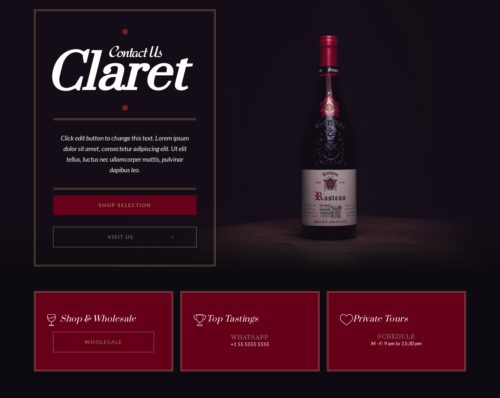 Contact Us
Claret
Click edit button to change this text. Lorem ipsum
dolor sit amet, consectetur adipiscing elit. Ut elit
tellus, luctus nec ullamcorper mattis, pulvinar
dapibus leo.
SHOP SELECTION
VISIT US
Rasteau
Shop & Wholesale
WHOLESALE
Top Tastings
WHATSAPP
+1 55 5555 5555
Private Tours
SCHEDULE
M - F: 9 am to 11:30 pm